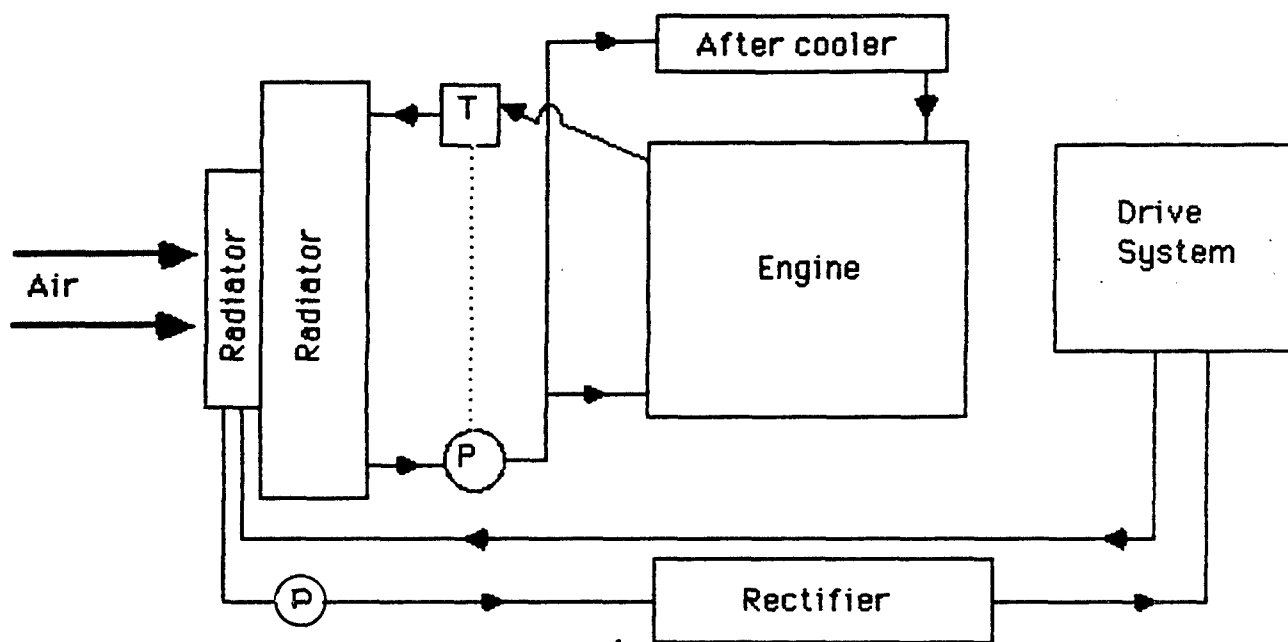 After cooler
T
Radiator
Radiator
Air
Engine
Drive
System
P
P
Rectifier